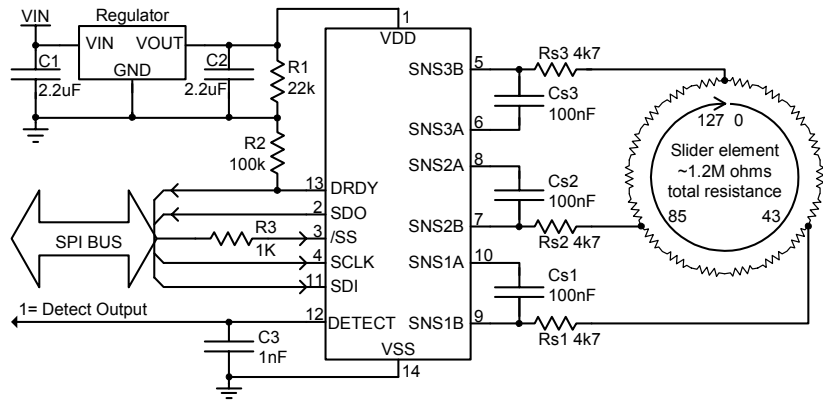 VIN
Regulator
VIN VOUT
GND
C1
2.2uF
C2
2.2uF
R1
22k
R2
100k
1
VDD
13 DRDY
2 SDO
3 /SS
4 SCLK
11 SDI
12 DETECT
R3
1K
SPI BUS
1= Detect Output
C3
1nF
VSS
14
SNS3B 5
Rs3 4k7
Cs3
100nF
SNS3A 6
SNS2A 8
Cs2
100nF
SNS2B 7
Rs2 4k7
SNS1A 10
Cs1
100nF
SNS1B 9
Rs1 4k7
127 0
Slider element
~1.2M ohms
total resistance
85 43